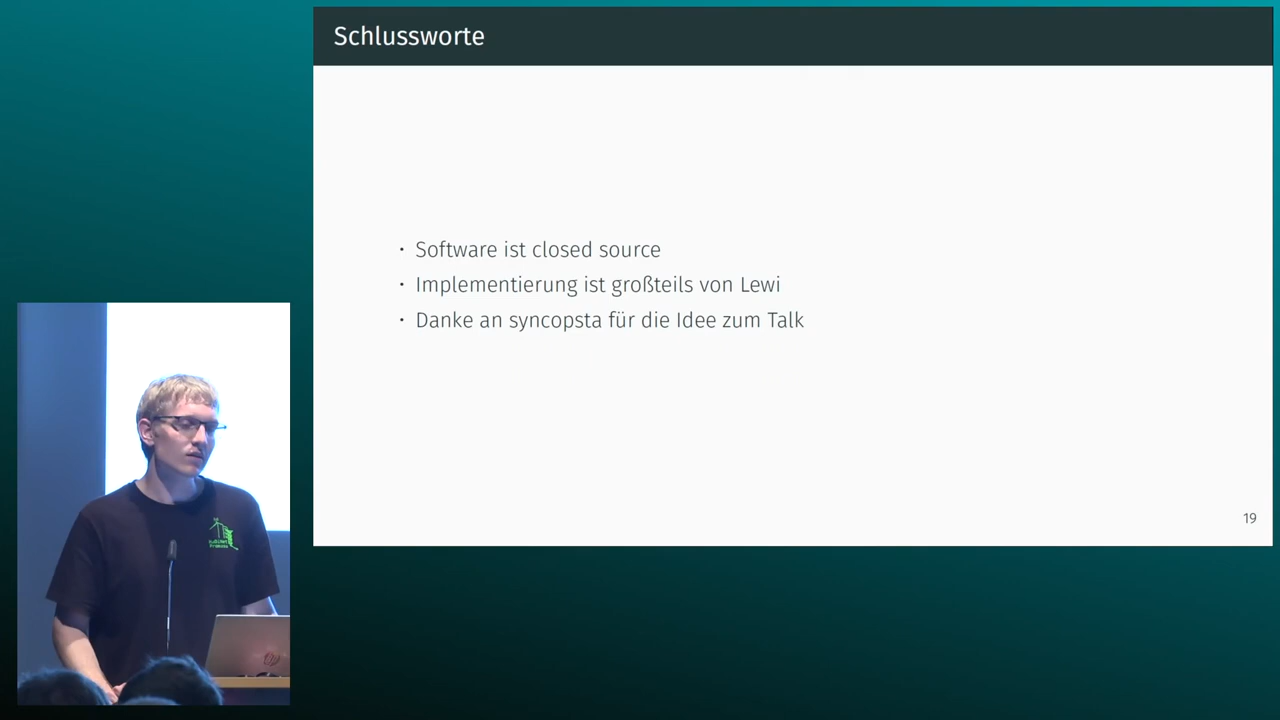 Schlussworte
• Software ist closed source
• Implementierung ist großteils von Lewi
• Danke an syncopsta für die Idee zum Talk
19